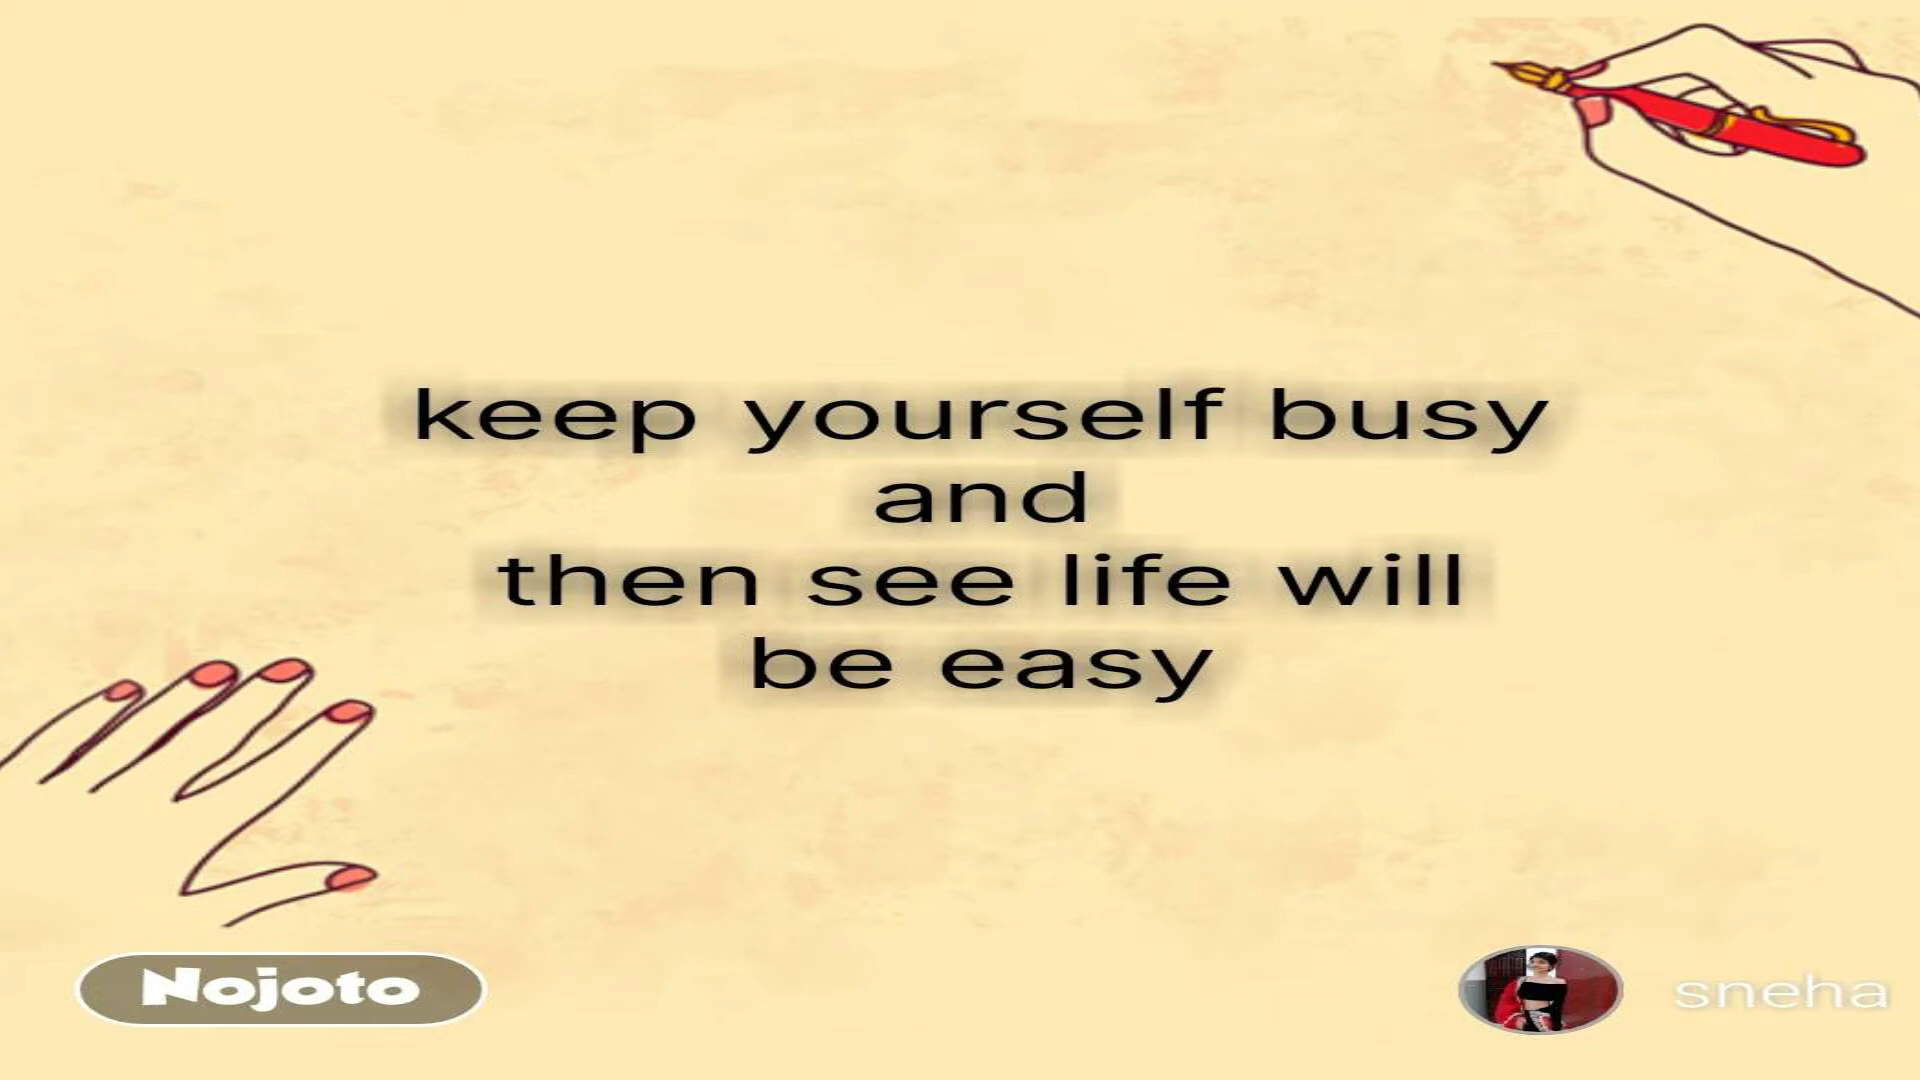 keep yourself busy
and
then see life will
be easy
Nojoto
sneha